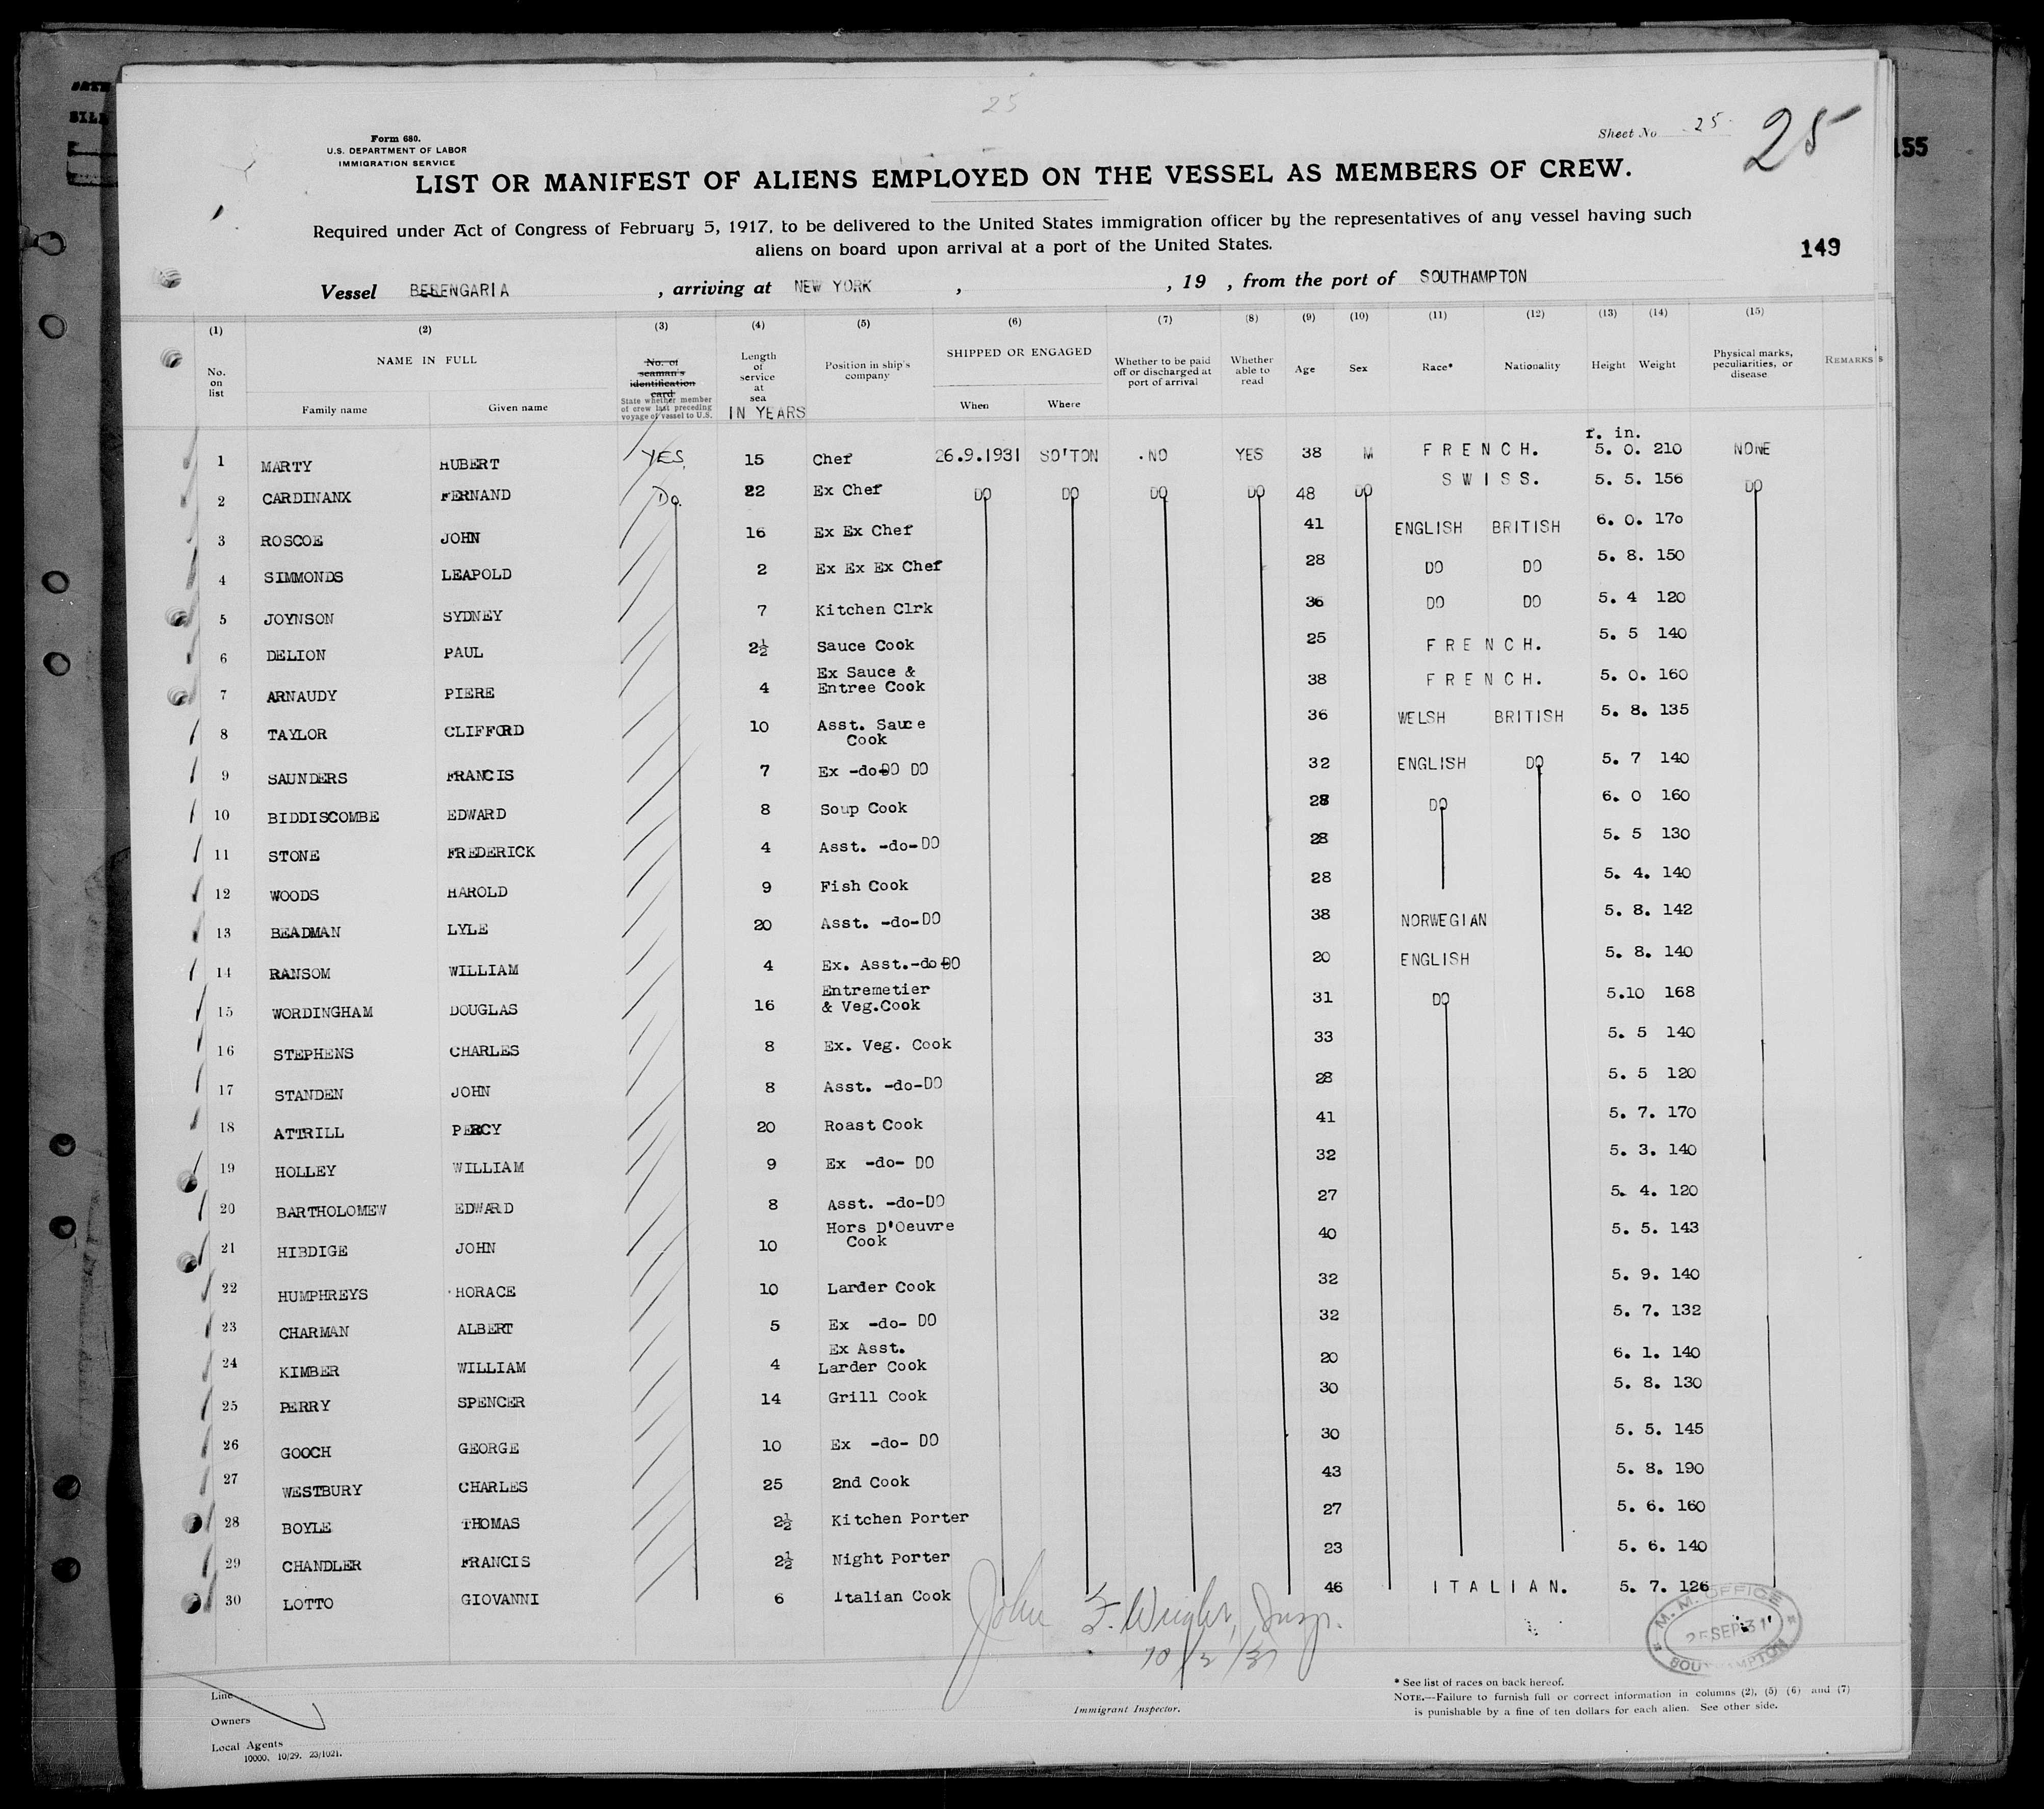 25
Form 680.
U.S. DEPARTMENT OF LABOR
IMMIGRATION SERVICE
Sheet No 25
25
155
LIST OR MANIFEST OF ALIENS EMPLOYED ON THE VESSEL AS MEMBERS OF CREW.
Required under Act of Congress of February 5, 1917, to be delivered to the United States immigration officer by the representatives of any vessel having such
aliens on board upon arrival at a port of the United States.
149
Vessel BERENGARIA , arriving at NEW YORK , , 19 , from the port of SOUTHAMPTON
(1) (2) (3) (4) (5) (6) (7) (8) (9) (10) (11) (12) (13) (14) (15)
No. on list
NAME IN FULL
Family name Given name
No. of seaman's identification card
State whether member of crew last preceding voyage of vessel to U.S.
Length of service at sea
IN YEARS
Position in ship's company
SHIPPED OR ENGAGED
When Where
Whether to be paid off or discharged at port of arrival
Whether able to read
Age Sex Race* Nationality Height Weight
Physical marks, peculiarities, or disease
REMARKS
in.
1 MARTY HUBERT YES 15 Chef 26.9.1931 SO'TON NO YES 38 M FRENCH. 5. 0. 210 NONE
2 CARDINANX FERNAND Do. 22 Ex Chef DO DO DO DO 48 DO SWISS. 5. 5. 156 DO
3 ROSCOE JOHN 16 Ex Ex Chef 41 ENGLISH BRITISH 6. 0. 170
4 SIMMONDS LEAPOLD 2 Ex Ex Ex Chef 28 DO DO 5. 8. 150
5 JOYNSON SYDNEY 7 Kitchen Clrk 36 DO DO 5. 4 120
6 DELION PAUL 2½ Sauce Cook 25 FRENCH. 5. 5 140
7 ARNAUDY PIERE 4 Ex Sauce & Entree Cook 38 FRENCH. 5. 0. 160
8 TAYLOR CLIFFORD 10 Asst. Sauce Cook 36 WELSH BRITISH 5. 8. 135
9 SAUNDERS FRANCIS 7 Ex -do-DO DO 32 ENGLISH DO 5. 7 140
10 BIDDISCOMBE EDWARD 8 Soup Cook 28 DO 6. 0 160
11 STONE FREDERICK 4 Asst. -do-DO 28 5. 5 130
12 WOODS HAROLD 9 Fish Cook 28 5. 4. 140
13 BEADMAN LYLE 20 Asst. -do-DO 38 NORWEGIAN 5. 8. 142
14 RANSOM WILLIAM 4 Ex. Asst.-do-DO 20 ENGLISH 5. 8. 140
15 WORDINGHAM DOUGLAS 16 Entremetier & Veg.Cook 31 DO 5.10 168
16 STEPHENS CHARLES 8 Ex. Veg. Cook 33 5. 5 140
17 STANDEN JOHN 8 Asst. -do-DO 28 5. 5 120
18 ATTRILL PERCY 20 Roast Cook 41 5. 7. 170
19 HOLLEY WILLIAM 9 Ex -do- DO 32 5. 3. 140
20 BARTHOLOMEW EDWARD 8 Asst. -do-DO 27 5. 4. 120
21 HIBDIGE JOHN 10 Hors D'Oeuvre Cook 40 5. 5. 143
22 HUMPHREYS HORACE 10 Larder Cook 32 5. 9. 140
23 CHARMAN ALBERT 5 Ex -do- DO 32 5. 7. 132
24 KIMBER WILLIAM 4 Ex Asst. Larder Cook 20 6. 1. 140
25 PERRY SPENCER 14 Grill Cook 30 5. 8. 130
26 GOOCH GEORGE 10 Ex -do- DO 30 5. 5. 145
27 WESTBURY CHARLES 25 2nd Cook 43 5. 8. 190
28 BOYLE THOMAS 2½ Kitchen Porter 27 5. 6. 160
29 CHANDLER FRANCIS 2½ Night Porter 23 5. 6. 140
30 LOTTO GIOVANNI 6 Italian Cook 46 ITALIAN. 5. 7. 126
John Insp.
M.M. OFFICE
SEP 31
SOUTHAMPTON
Line
Owners
Local Agents
10000, 10/29. 23/1021.
Immigrant Inspector.
* See list of races on back hereof.
NOTE.—Failure to furnish full or correct information in columns (2), (5) (6) and (7)
is punishable by a fine of ten dollars for each alien. See other side.